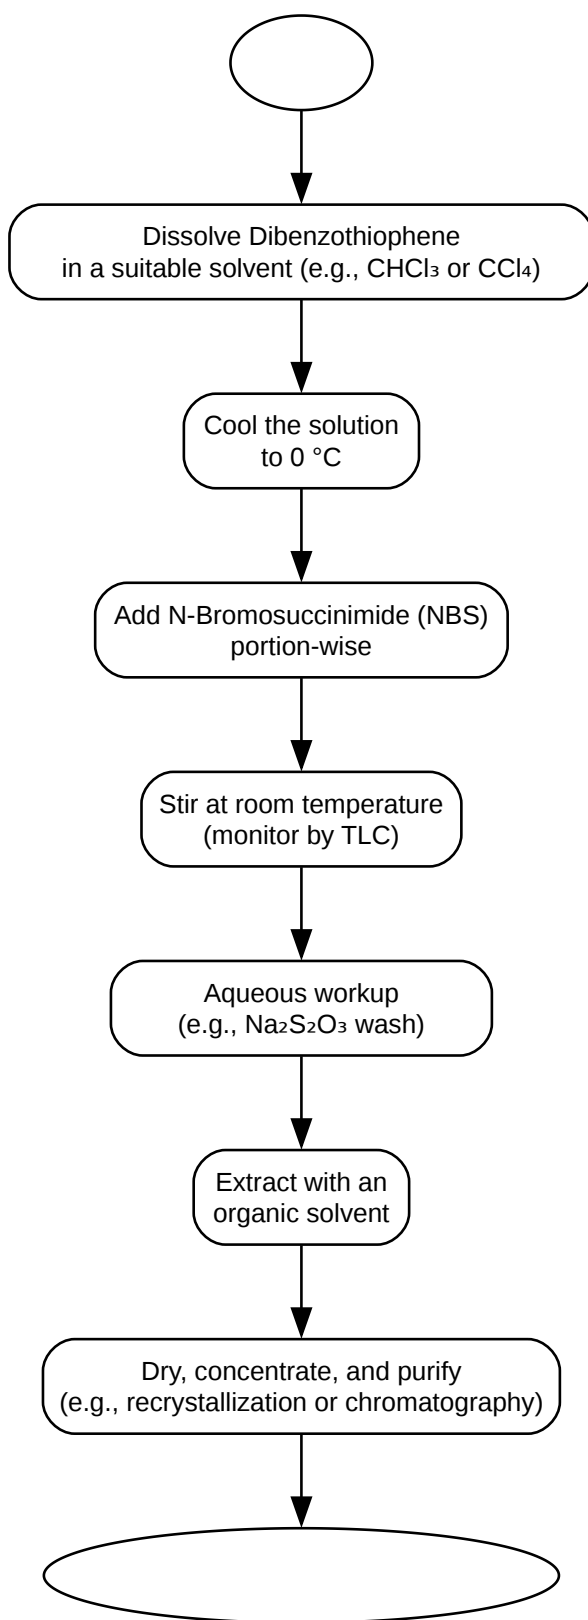 Dissolve Dibenzothiophene
in a suitable solvent (e.g., CHCl₃ or CCl₄)
Cool the solution
to 0 °C
Add N-Bromosuccinimide (NBS)
portion-wise
Stir at room temperature
(monitor by TLC)
Aqueous workup
(e.g., Na₂S₂O₃ wash)
Extract with an
organic solvent
Dry, concentrate, and purify
(e.g., recrystallization or chromatography)